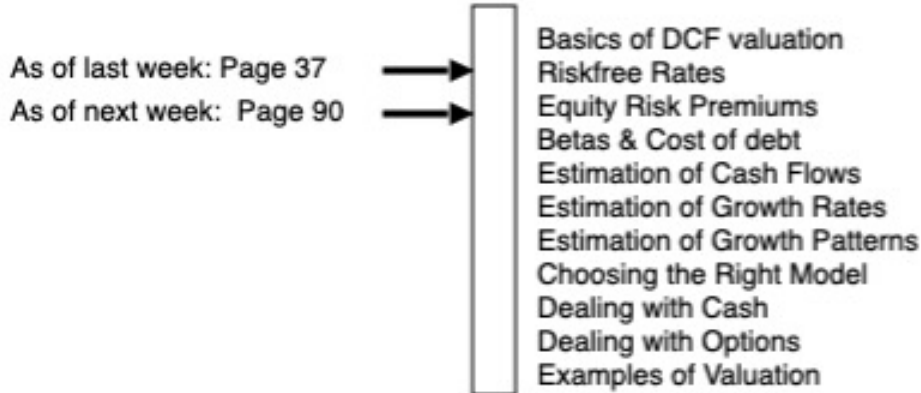 As of last week: Page 37
As of next week: Page 90
Basics of DCF valuation
Riskfree Rates
Equity Risk Premiums
Betas & Cost of debt
Estimation of Cash Flows
Estimation of Growth Rates
Estimation of Growth Patterns
Choosing the Right Model
Dealing with Cash
Dealing with Options
Examples of Valuation